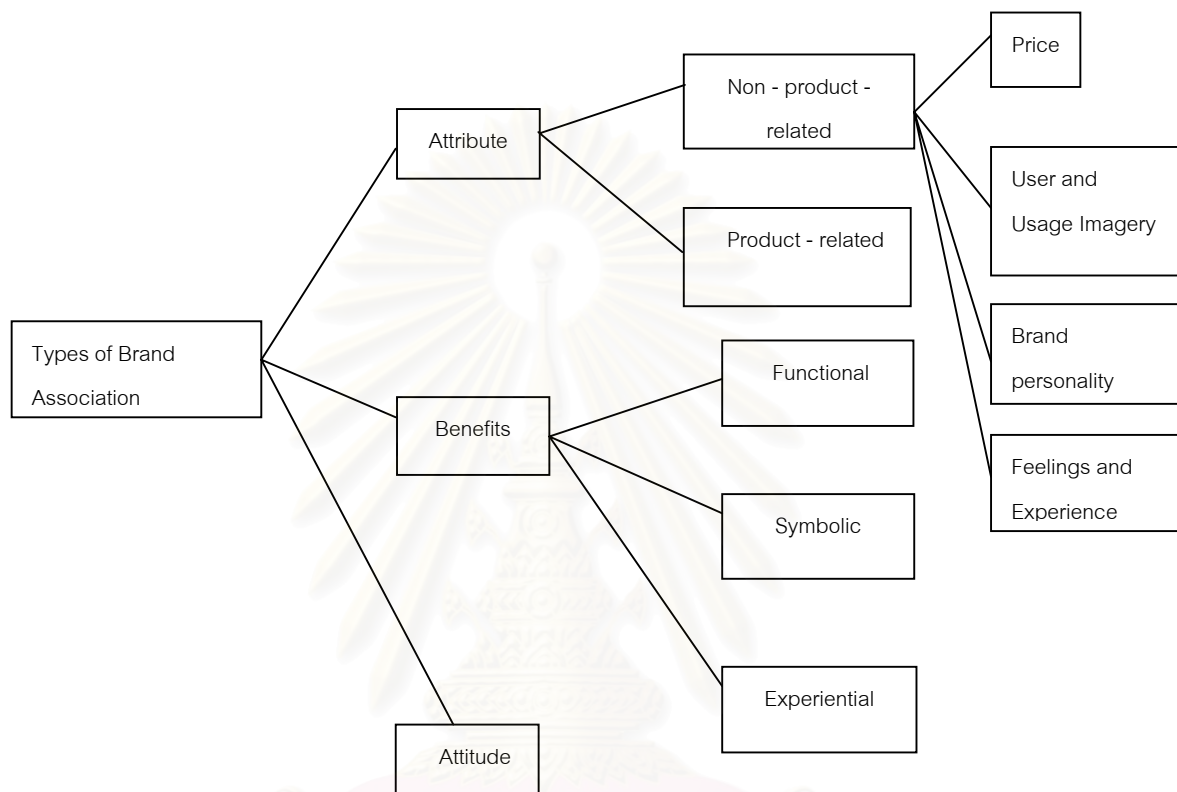 Price
Non - product -
related
Attribute
User and
Usage Imagery
Product - related
Types of Brand
Association
Brand
personality
Functional
Benefits
Feelings and
Experience
Symbolic
Experiential
Attitude